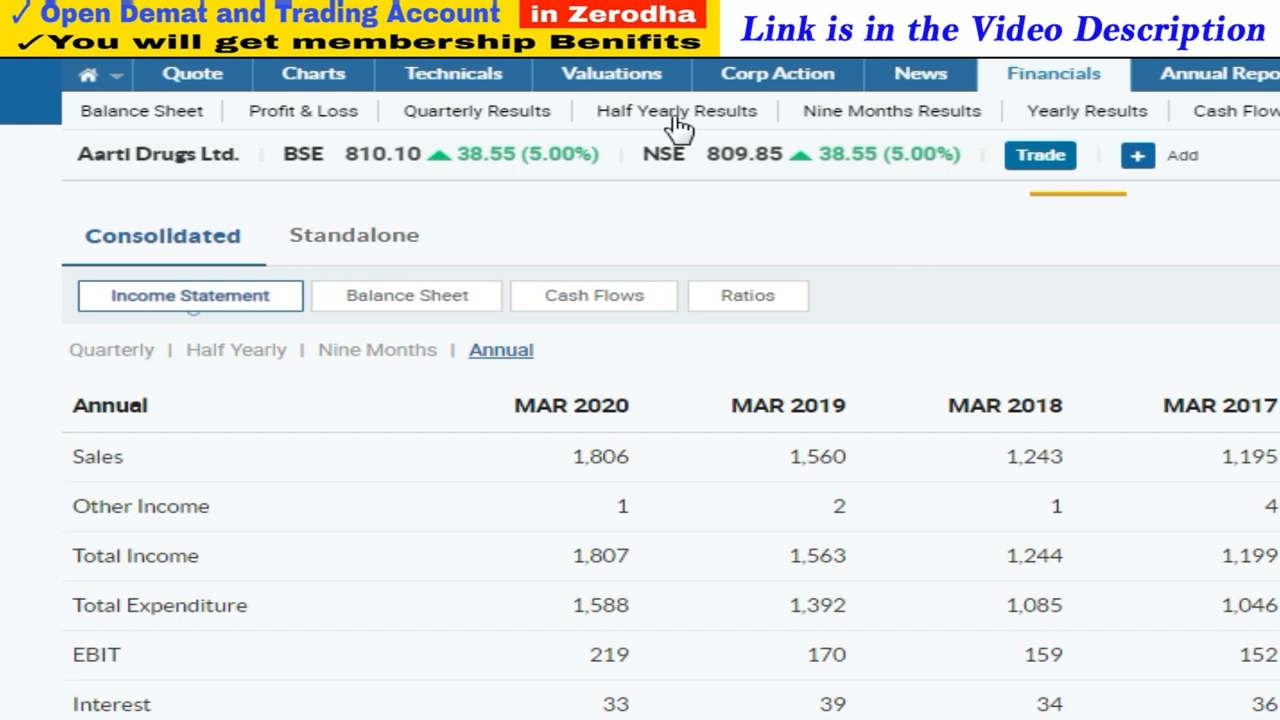 ✓ Open Demat and Trading Account in Zerodha
✓You will get membership Benifits
Link is in the Video Description
Quote Charts Technicals Valuations Corp Action News Financials Annual Repo
Balance Sheet | Profit & Loss | Quarterly Results | Half Yearly Results | Nine Months Results | Yearly Results | Cash Flow
Aarti Drugs Ltd. | BSE 810.10 ▲ 38.55 (5.00%) | NSE 809.85 ▲ 38.55 (5.00%) | Trade | + Add
Consolidated Standalone
Income Statement Balance Sheet Cash Flows Ratios
Quarterly | Half Yearly | Nine Months | Annual
Annual MAR 2020 MAR 2019 MAR 2018 MAR 2017
Sales 1,806 1,560 1,243 1,195
Other Income 1 2 1 4
Total Income 1,807 1,563 1,244 1,199
Total Expenditure 1,588 1,392 1,085 1,046
EBIT 219 170 159 152
Interest 33 39 34 36